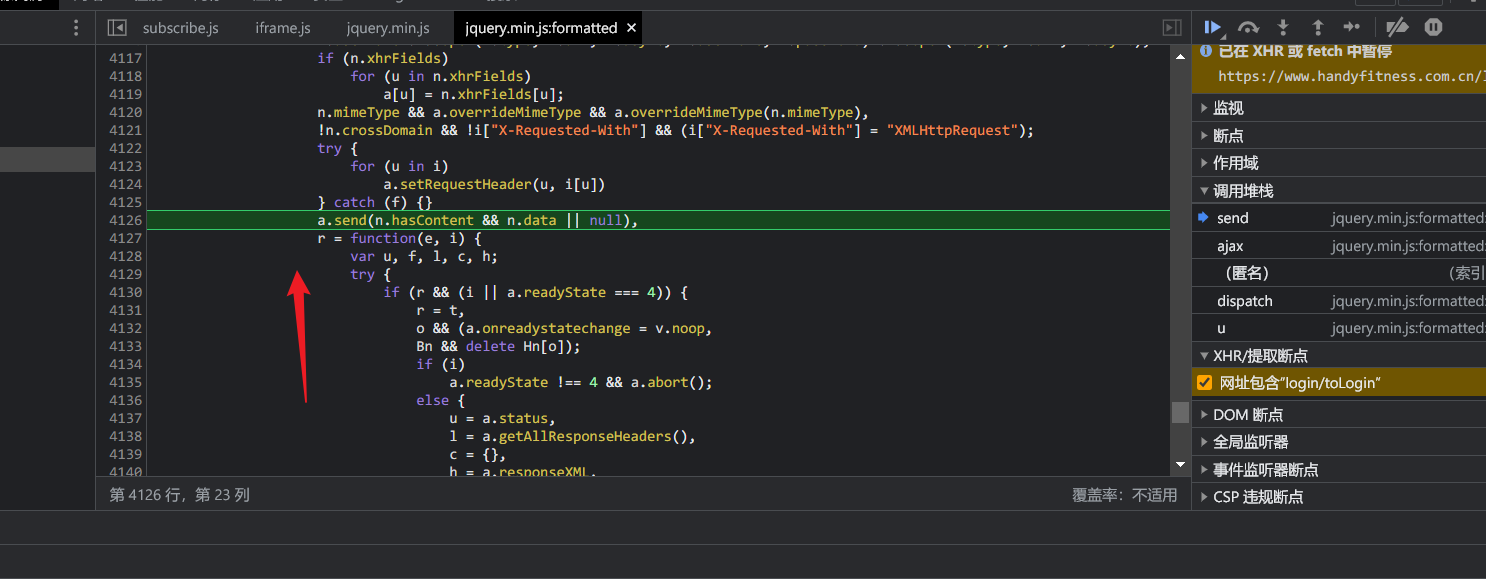 subscribe.js iframe.js jquery.min.js jquery.min.js:formatted ×
4117 if (n.xhrFields)
4118 for (u in n.xhrFields)
4119 a[u] = n.xhrFields[u];
4120 n.mimeType && a.overrideMimeType && a.overrideMimeType(n.mimeType),
4121 !n.crossDomain && !i["X-Requested-With"] && (i["X-Requested-With"] = "XMLHttpRequest");
4122 try {
4123 for (u in i)
4124 a.setRequestHeader(u, i[u])
4125 } catch (f) {}
4126 a.send(n.hasContent && n.data || null),
4127 r = function(e, i) {
4128 var u, f, l, c, h;
4129 try {
4130 if (r && (i || a.readyState === 4)) {
4131 r = t,
4132 o && (a.onreadystatechange = v.noop,
4133 Bn && delete Hn[o]);
4134 if (i)
4135 a.readyState !== 4 && a.abort();
4136 else {
4137 u = a.status,
4138 l = a.getAllResponseHeaders(),
4139 c = {},
4140 h = a.responseXML,
第 4126 行，第 23 列
覆盖率：不适用
已在 XHR 或 fetch 中暂停
https://www.handyfitness.com.cn/
监视
断点
作用域
调用堆栈
send jquery.min.js:formatted:
ajax jquery.min.js:formatted:
（匿名） （索引
dispatch jquery.min.js:formatted:
u jquery.min.js:formatted:
XHR/提取断点
网址包含"login/toLogin"
DOM 断点
全局监听器
事件监听器断点
CSP 违规断点